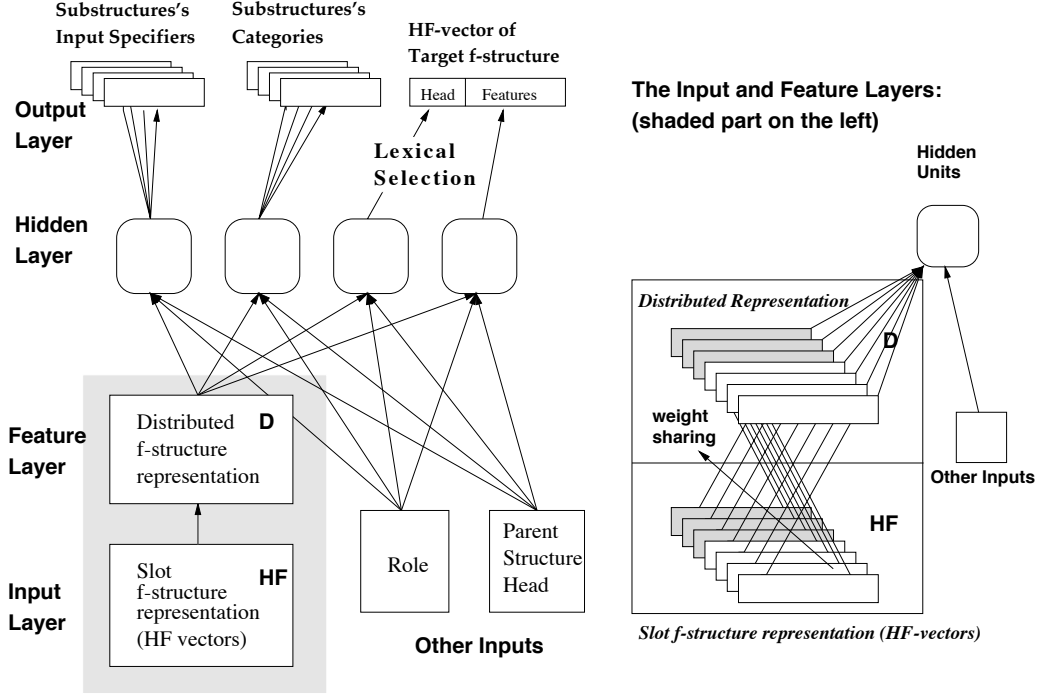 Substructures's
Input Specifiers
Substructures's
Categories
HF-vector of
Target f-structure
Head
Features
Output
Layer
Lexical
Selection
Hidden
Layer
Feature
Layer
Distributed
f-structure
representation
D
Input
Layer
Slot
f-structure
representation
(HF vectors)
HF
Role
Parent
Structure
Head
Other Inputs
The Input and Feature Layers:
(shaded part on the left)
Hidden
Units
Distributed Representation
D
weight
sharing
Other Inputs
HF
Slot f-structure representation (HF-vectors)